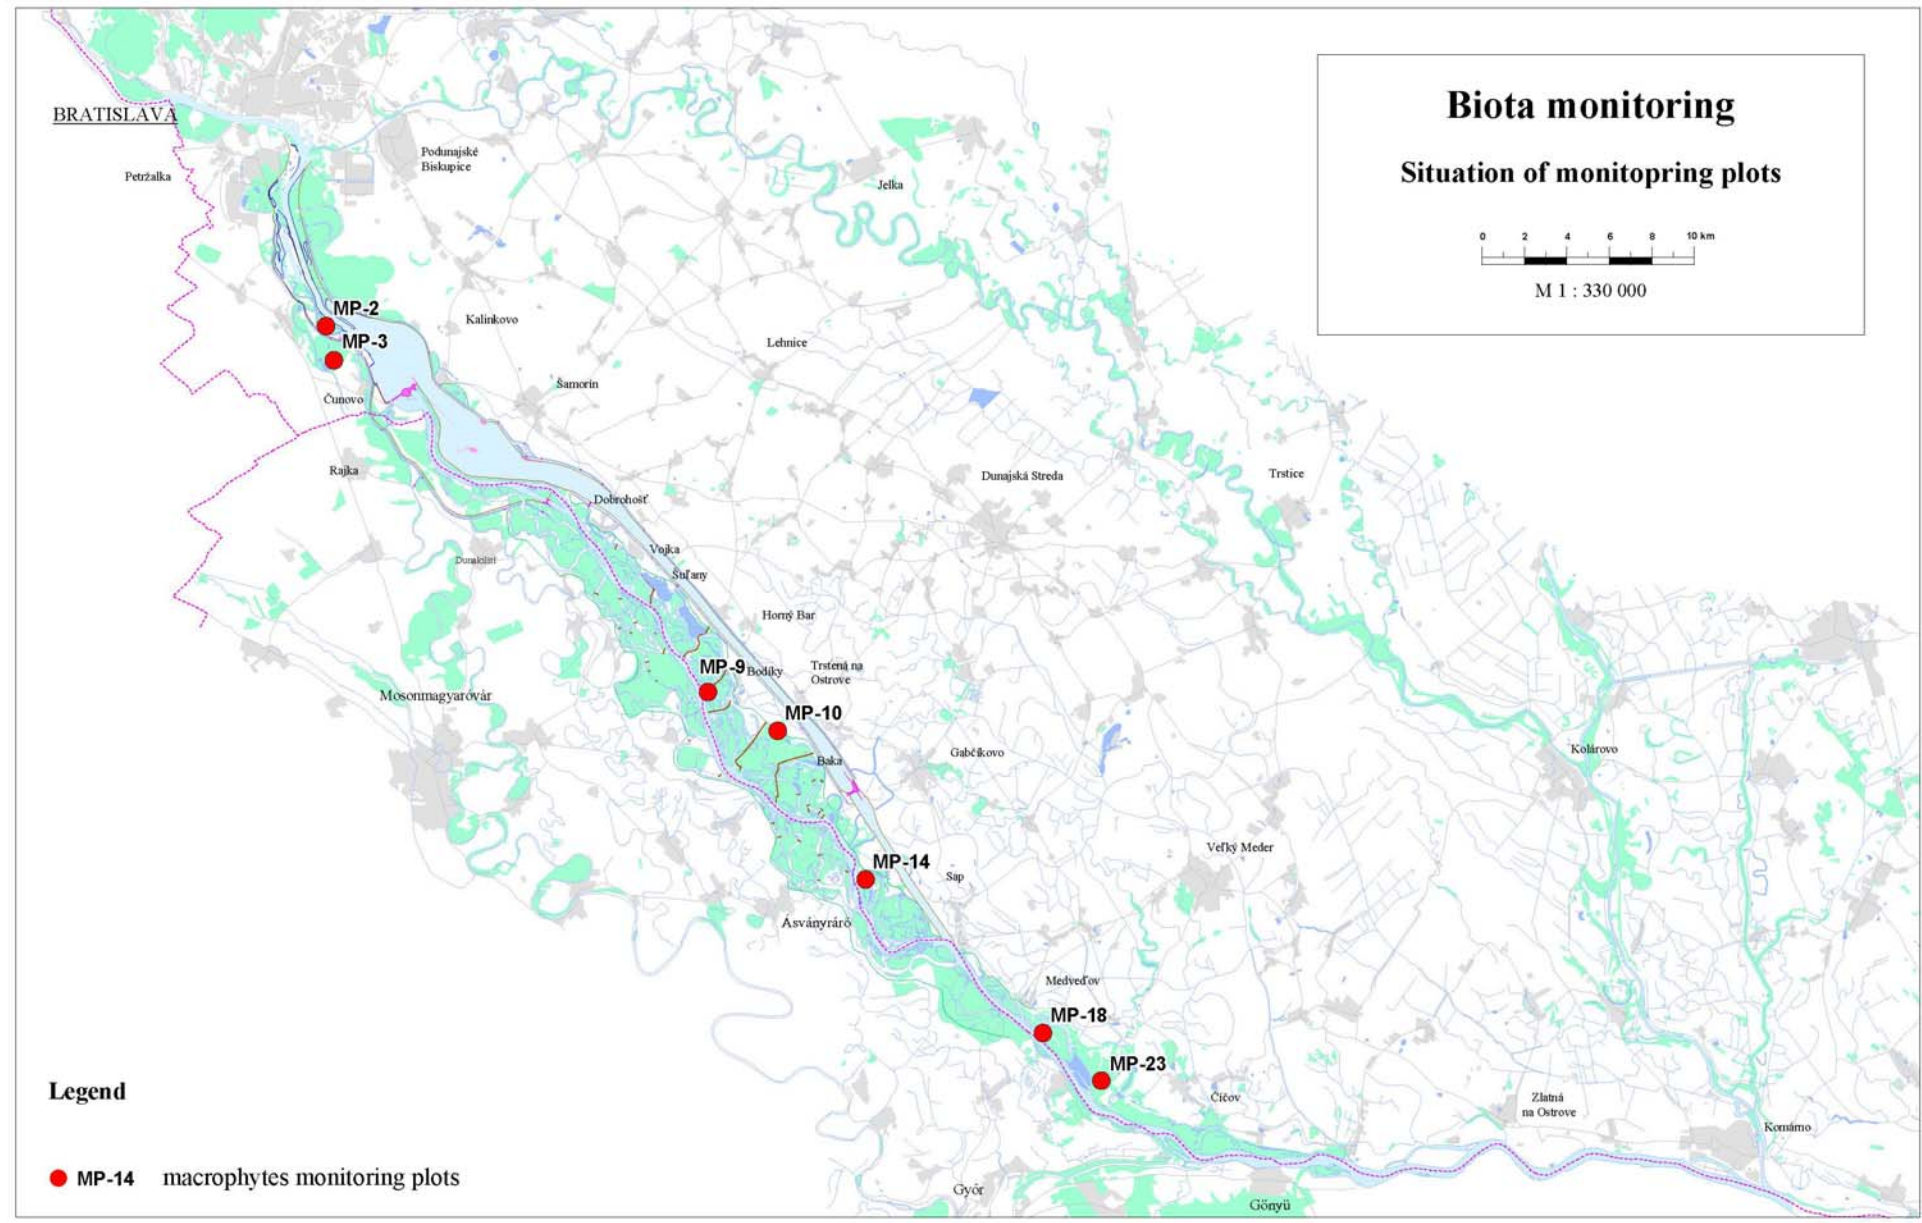 BRATISLAVA
Petržalka
Podunajské
Biskupice
Jelka
Biota monitoring
Situation of monitopring plots
0 2 4 6 8 10 km
M 1 : 330 000
MP-2
MP-3
Kalinkovo
Lehnice
Šamorín
Čunovo
Rajka
Dunajská Streda
Trstice
Dobrohošť
Vojka
Šuľany
Dunakiliti
Horný Bar
MP-9
Bodíky
Trstená na
Ostrove
Mosonmagyaróvár
MP-10
Baka
Gabčíkovo
Kolárovo
MP-14
Sap
Veľký Meder
Ásványráró
Medveďov
MP-18
MP-23
Číčov
Zlatná
na Ostrove
Komárno
Győr
Gönyü
Legend
MP-14 macrophytes monitoring plots